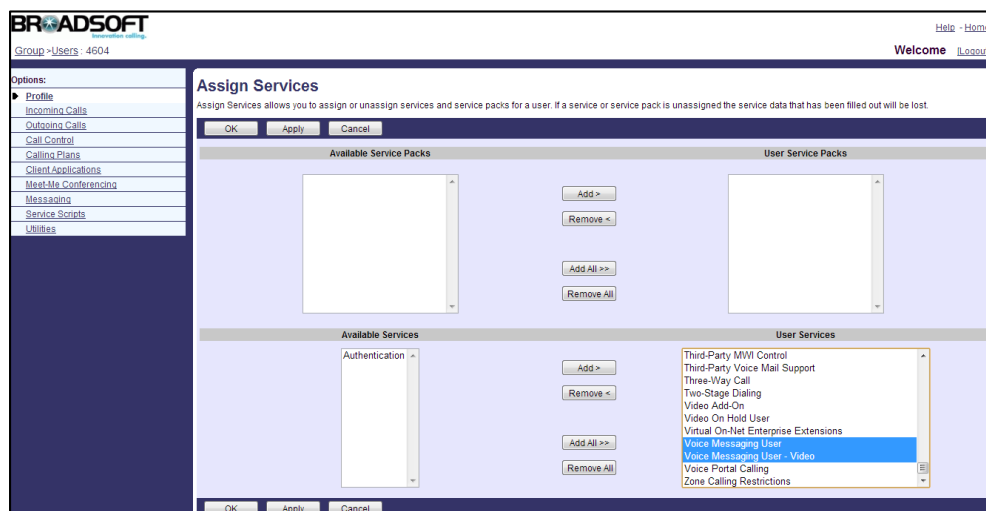 BROADSOFT
innovation calling.
Help - Home
Group >Users : 4604
Welcome [Logout
Options:
Profile
Incoming Calls
Outgoing Calls
Call Control
Calling Plans
Client Applications
Meet-Me Conferencing
Messaging
Service Scripts
Utilities
Assign Services
Assign Services allows you to assign or unassign services and service packs for a user. If a service or service pack is unassigned the service data that has been filled out will be lost.
OK Apply Cancel
Available Service Packs User Service Packs
Add >
Remove <
Add All >>
Remove All
Available Services User Services
Authentication
Add >
Remove <
Add All >>
Remove All
Third-Party MWI Control
Third-Party Voice Mail Support
Three-Way Call
Two-Stage Dialing
Video Add-On
Video On Hold User
Virtual On-Net Enterprise Extensions
Voice Messaging User
Voice Messaging User - Video
Voice Portal Calling
Zone Calling Restrictions
OK Apply Cancel